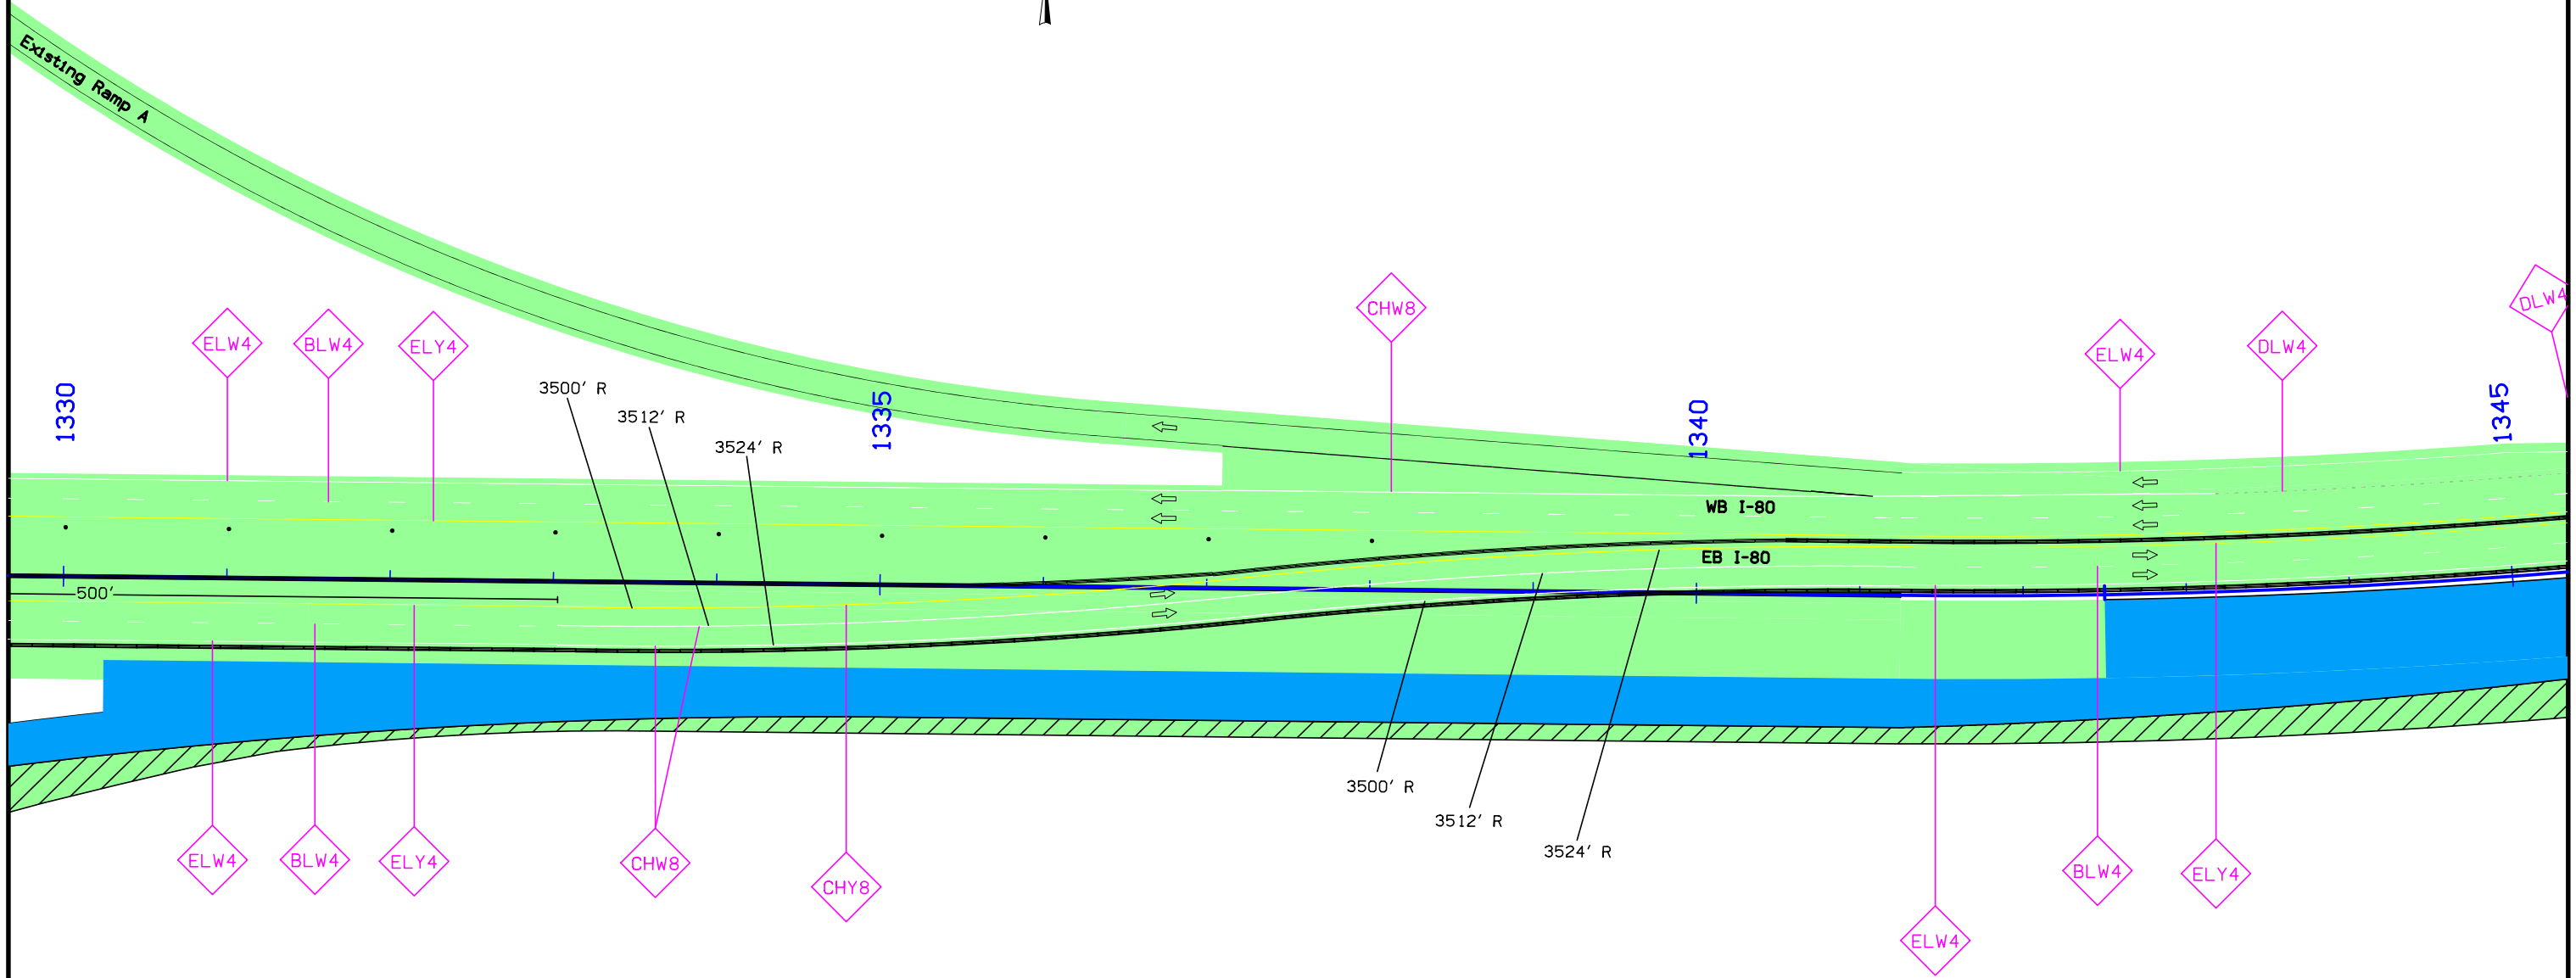 Existing Ramp A
CHW8
ELW4
BLW4
ELY4
ELW4
DLW4
DLW4
1330
1335
1340
1345
3500' R
3512' R
3524' R
WB I-80
EB I-80
500'
3500' R
3512' R
3524' R
ELW4
BLW4
ELY4
CHW8
CHY8
BLW4
ELY4
ELW4